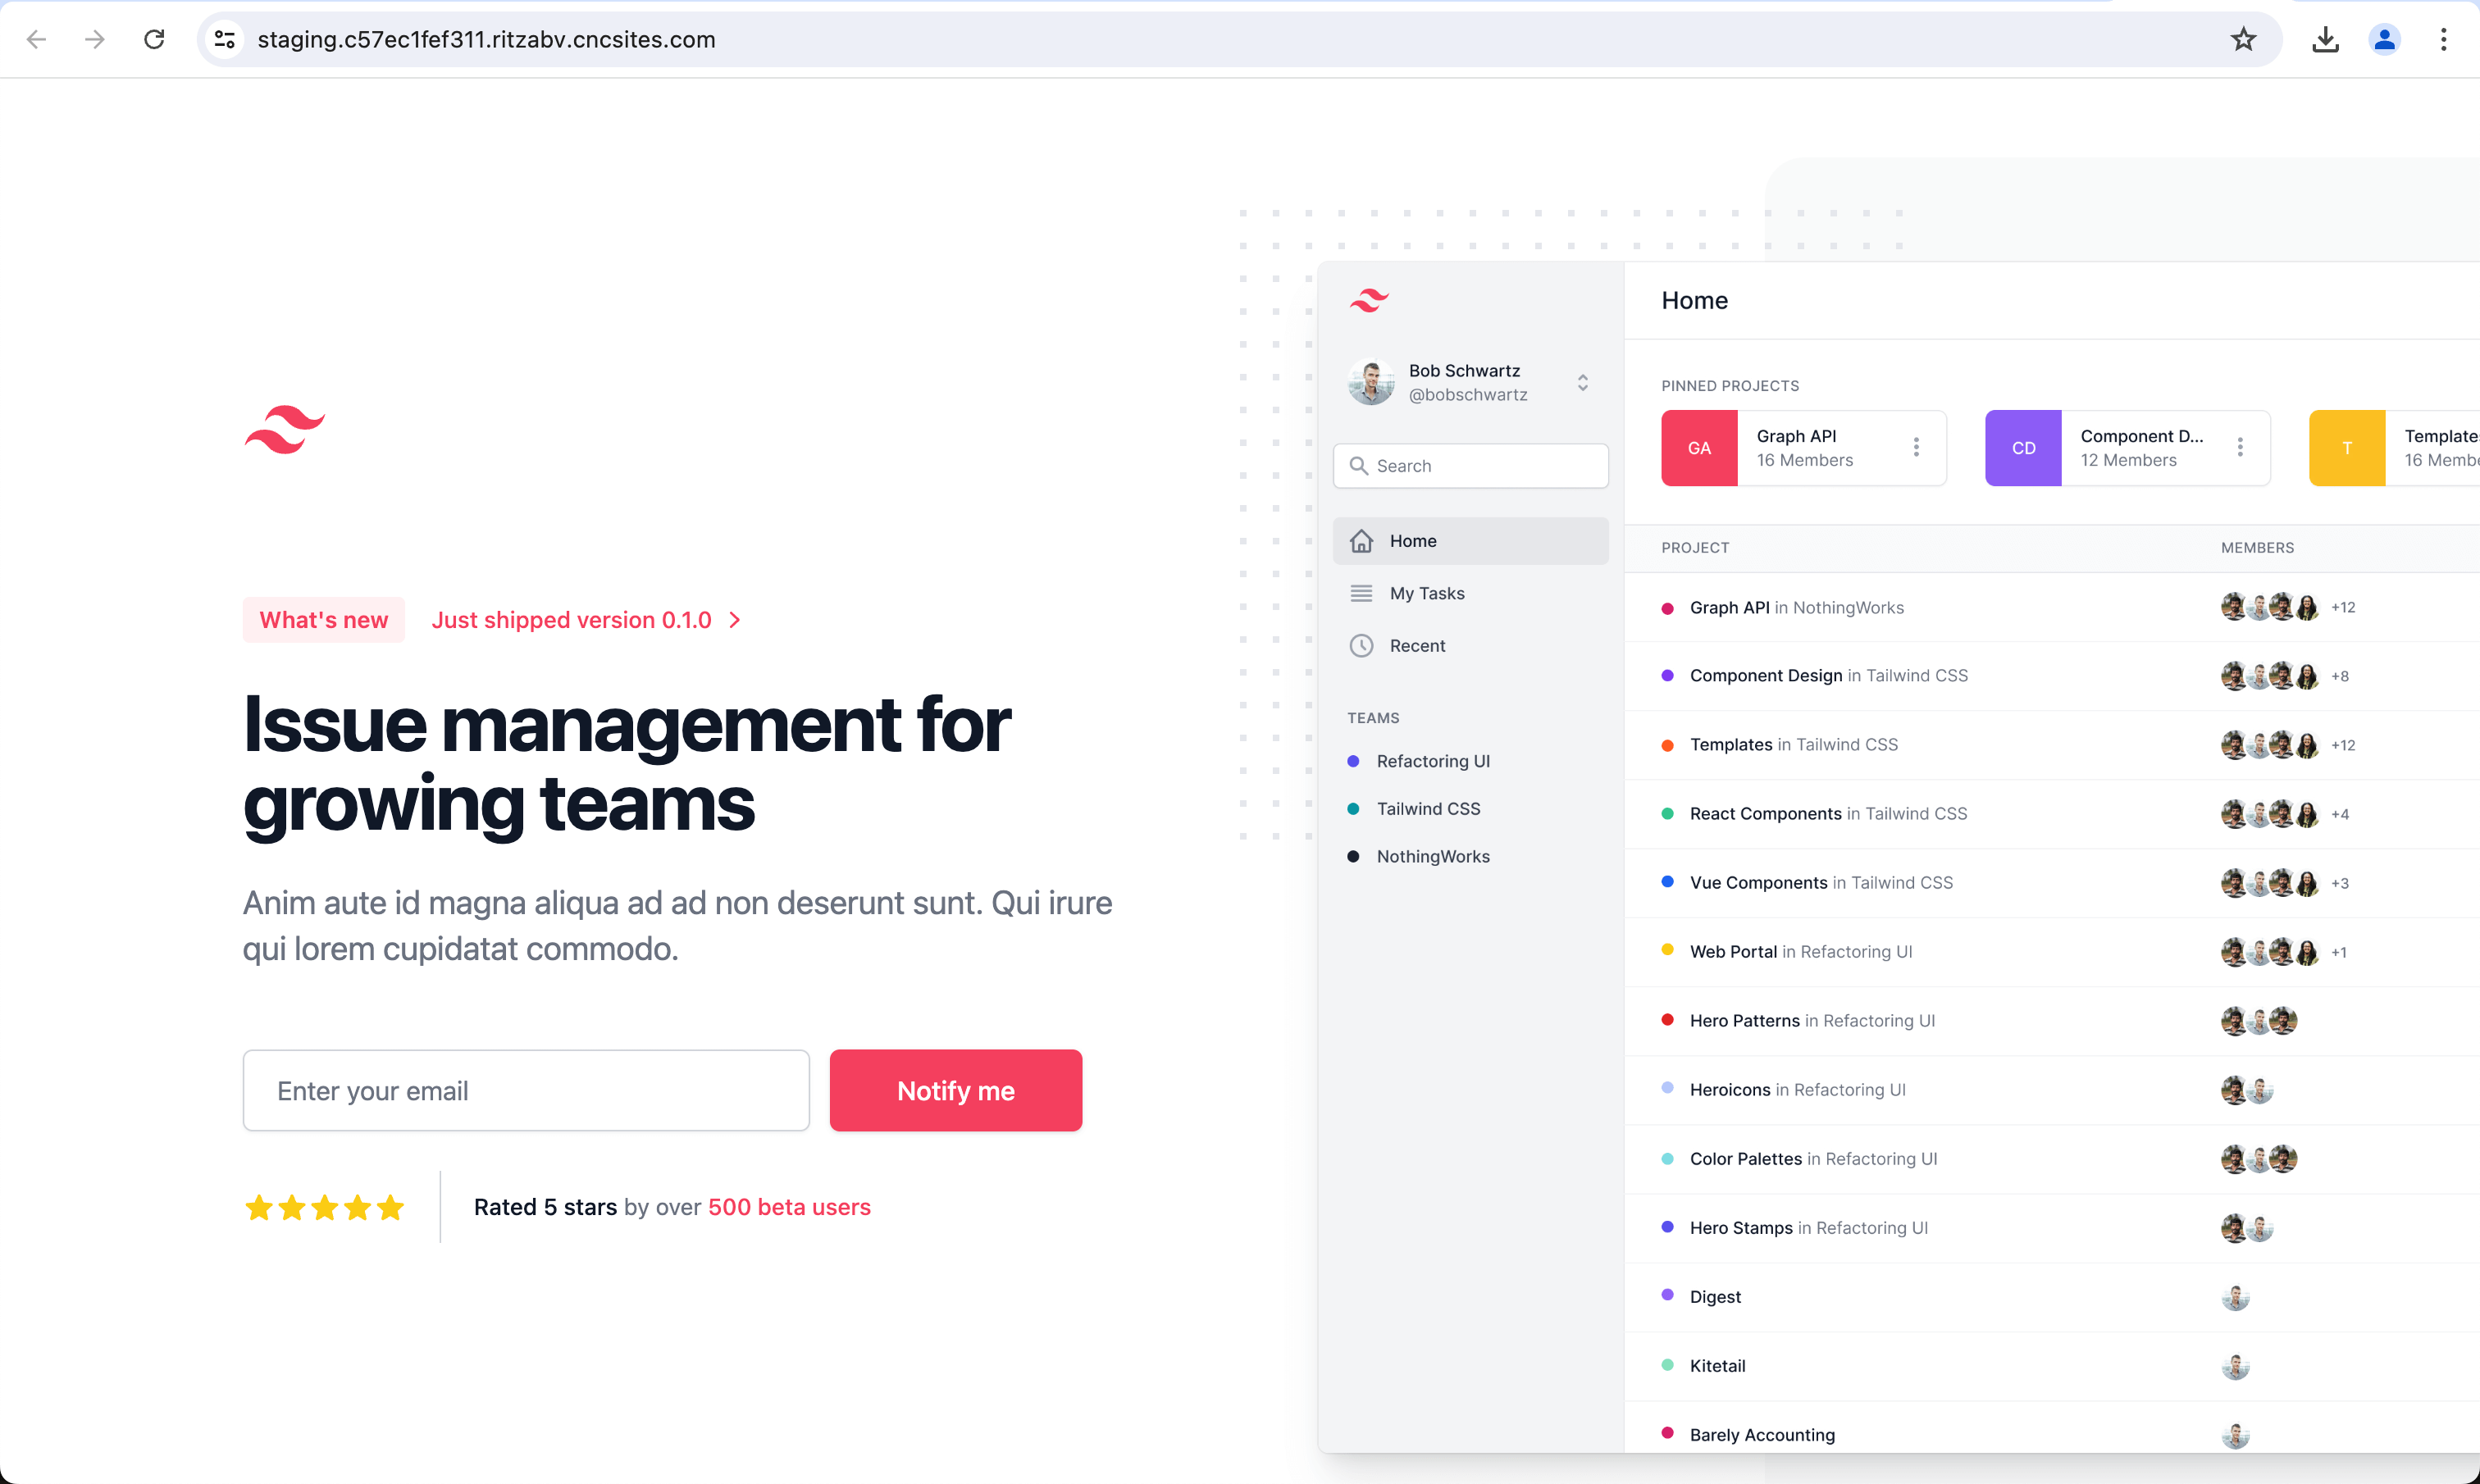 staging.c57ec1fef311.ritzabv.cncsites.com
What's new
Just shipped version 0.1.0
Issue management for
growing teams
Anim aute id magna aliqua ad ad non deserunt sunt. Qui irure
qui lorem cupidatat commodo.
Enter your email
Notify me
Rated 5 stars by over 500 beta users
Bob Schwartz
@bobschwartz
Search
Home
My Tasks
Recent
TEAMS
Refactoring UI
Tailwind CSS
NothingWorks
Home
PINNED PROJECTS
GA
Graph API
16 Members
CD
Component D...
12 Members
T
Templates
16 Membe
PROJECT
MEMBERS
Graph API in NothingWorks
+12
Component Design in Tailwind CSS
+8
Templates in Tailwind CSS
+12
React Components in Tailwind CSS
+4
Vue Components in Tailwind CSS
+3
Web Portal in Refactoring UI
+1
Hero Patterns in Refactoring UI
Heroicons in Refactoring UI
Color Palettes in Refactoring UI
Hero Stamps in Refactoring UI
Digest
Kitetail
Barely Accounting